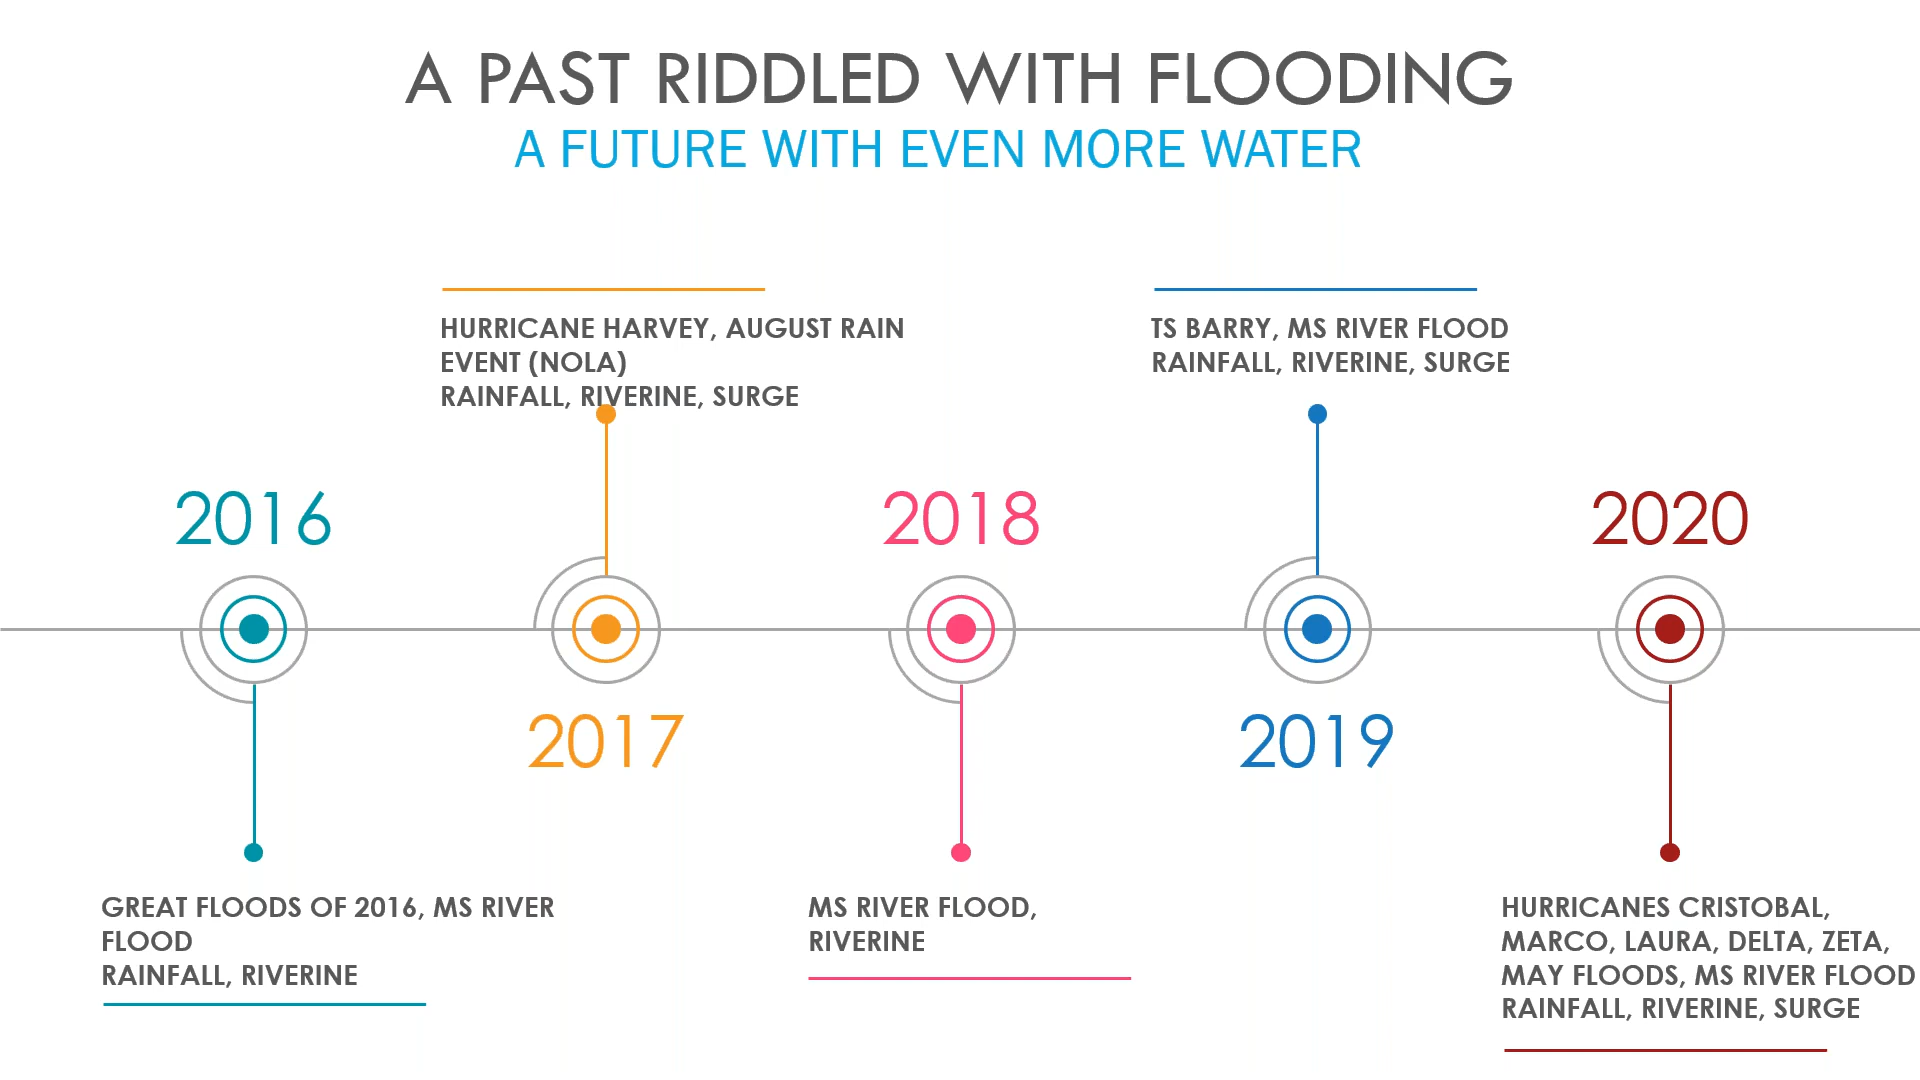 A PAST RIDDLED WITH FLOODING
A FUTURE WITH EVEN MORE WATER
2016
GREAT FLOODS OF 2016, MS RIVER
FLOOD
RAINFALL, RIVERINE
HURRICANE HARVEY, AUGUST RAIN
EVENT (NOLA)
RAINFALL, RIVERINE, SURGE
2017
2018
MS RIVER FLOOD,
RIVERINE
TS BARRY, MS RIVER FLOOD
RAINFALL, RIVERINE, SURGE
2019
2020
HURRICANES CRISTOBAL,
MARCO, LAURA, DELTA, ZETA,
MAY FLOODS, MS RIVER FLOOD
RAINFALL, RIVERINE, SURGE